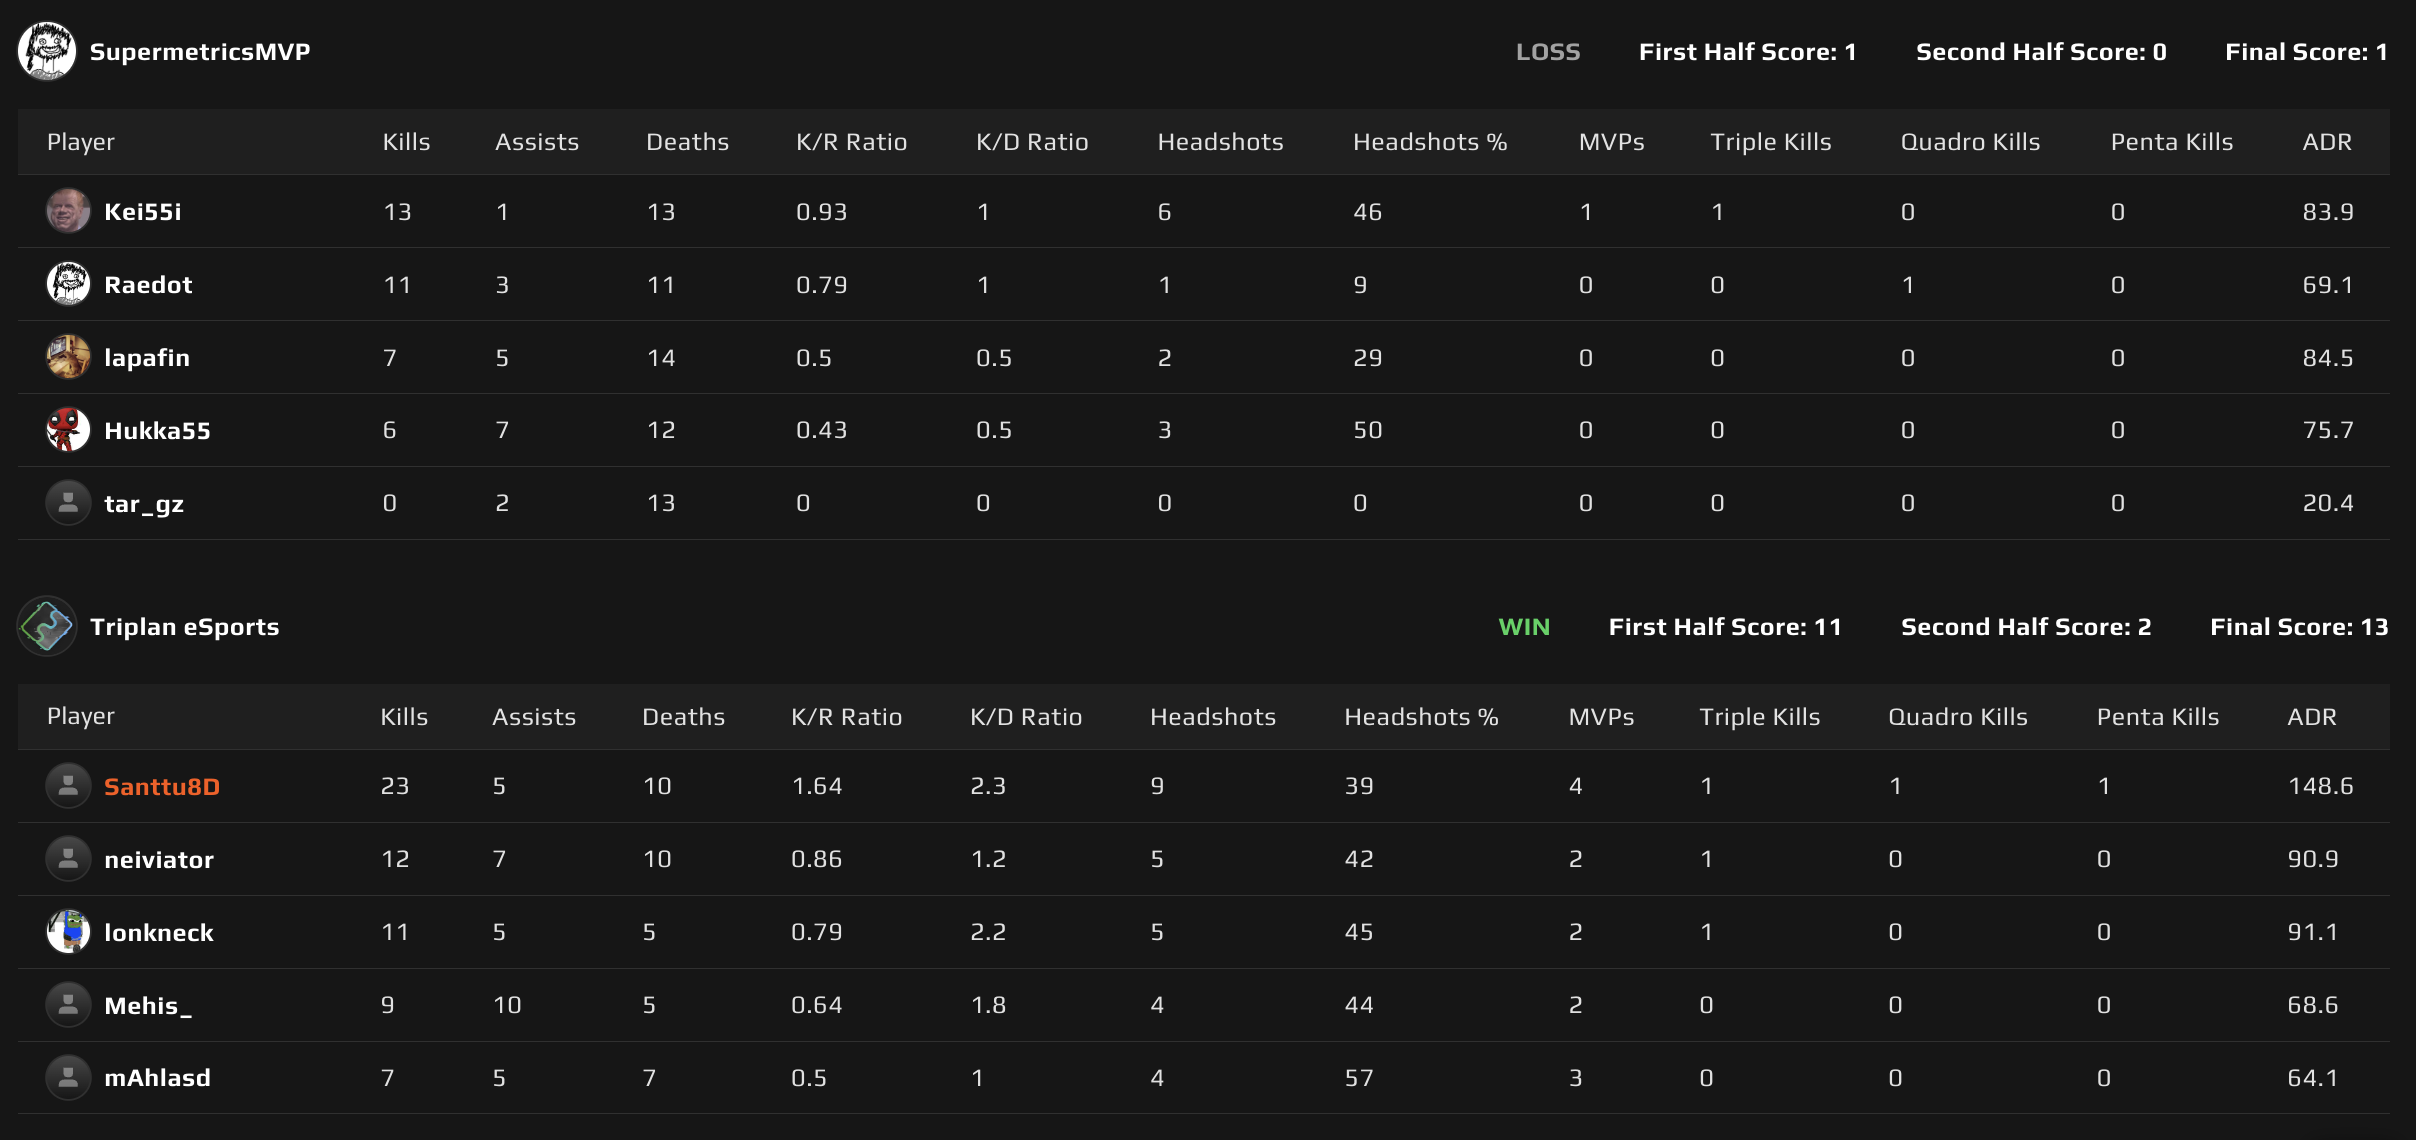 SupermetricsMVP LOSS First Half Score: 1 Second Half Score: 0 Final Score: 1
Player Kills Assists Deaths K/R Ratio K/D Ratio Headshots Headshots % MVPs Triple Kills Quadro Kills Penta Kills ADR
Kei55i 13 1 13 0.93 1 6 46 1 1 0 0 83.9
Raedot 11 3 11 0.79 1 1 9 0 0 1 0 69.1
lapafin 7 5 14 0.5 0.5 2 29 0 0 0 0 84.5
Hukka55 6 7 12 0.43 0.5 3 50 0 0 0 0 75.7
tar_gz 0 2 13 0 0 0 0 0 0 0 0 20.4
Triplan eSports WIN First Half Score: 11 Second Half Score: 2 Final Score: 13
Player Kills Assists Deaths K/R Ratio K/D Ratio Headshots Headshots % MVPs Triple Kills Quadro Kills Penta Kills ADR
Santtu8D 23 5 10 1.64 2.3 9 39 4 1 1 1 148.6
neiviator 12 7 10 0.86 1.2 5 42 2 1 0 0 90.9
lonkneck 11 5 5 0.79 2.2 5 45 2 1 0 0 91.1
Mehis_ 9 10 5 0.64 1.8 4 44 2 0 0 0 68.6
mAhlasd 7 5 7 0.5 1 4 57 3 0 0 0 64.1